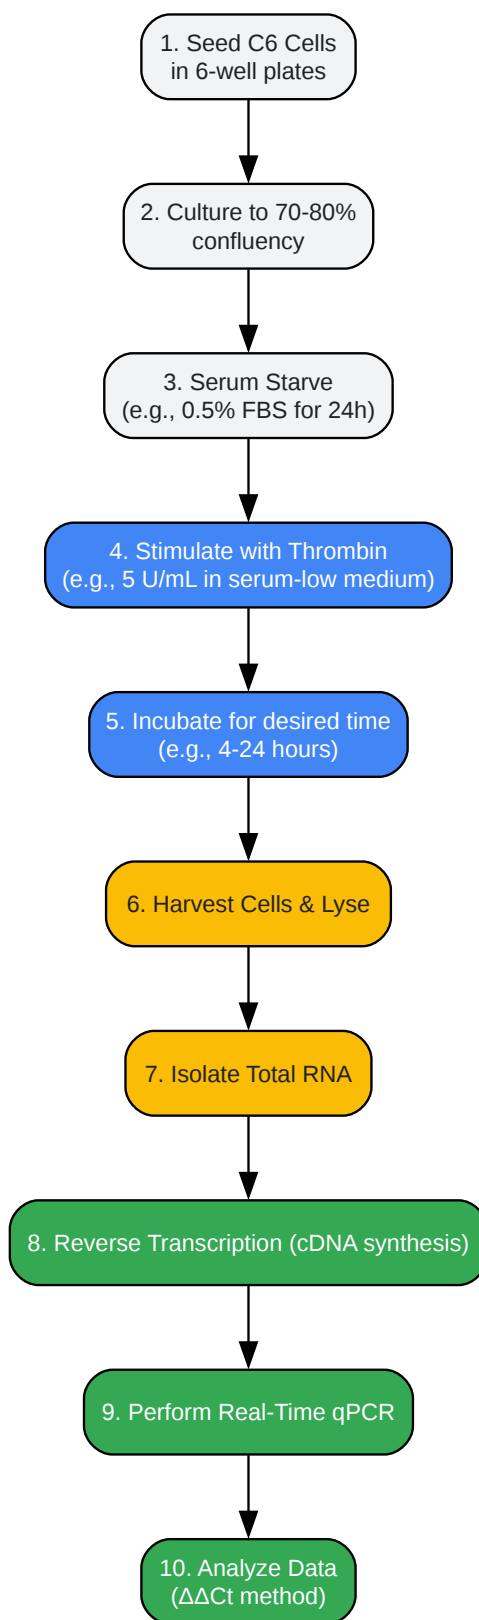 1. Seed C6 Cells
in 6-well plates
2. Culture to 70-80%
confluency
3. Serum Starve
(e.g., 0.5% FBS for 24h)
4. Stimulate with Thrombin
(e.g., 5 U/mL in serum-low medium)
5. Incubate for desired time
(e.g., 4-24 hours)
6. Harvest Cells & Lyse
7. Isolate Total RNA
8. Reverse Transcription (cDNA synthesis)
9. Perform Real-Time qPCR
10. Analyze Data
(ΔΔCt method)